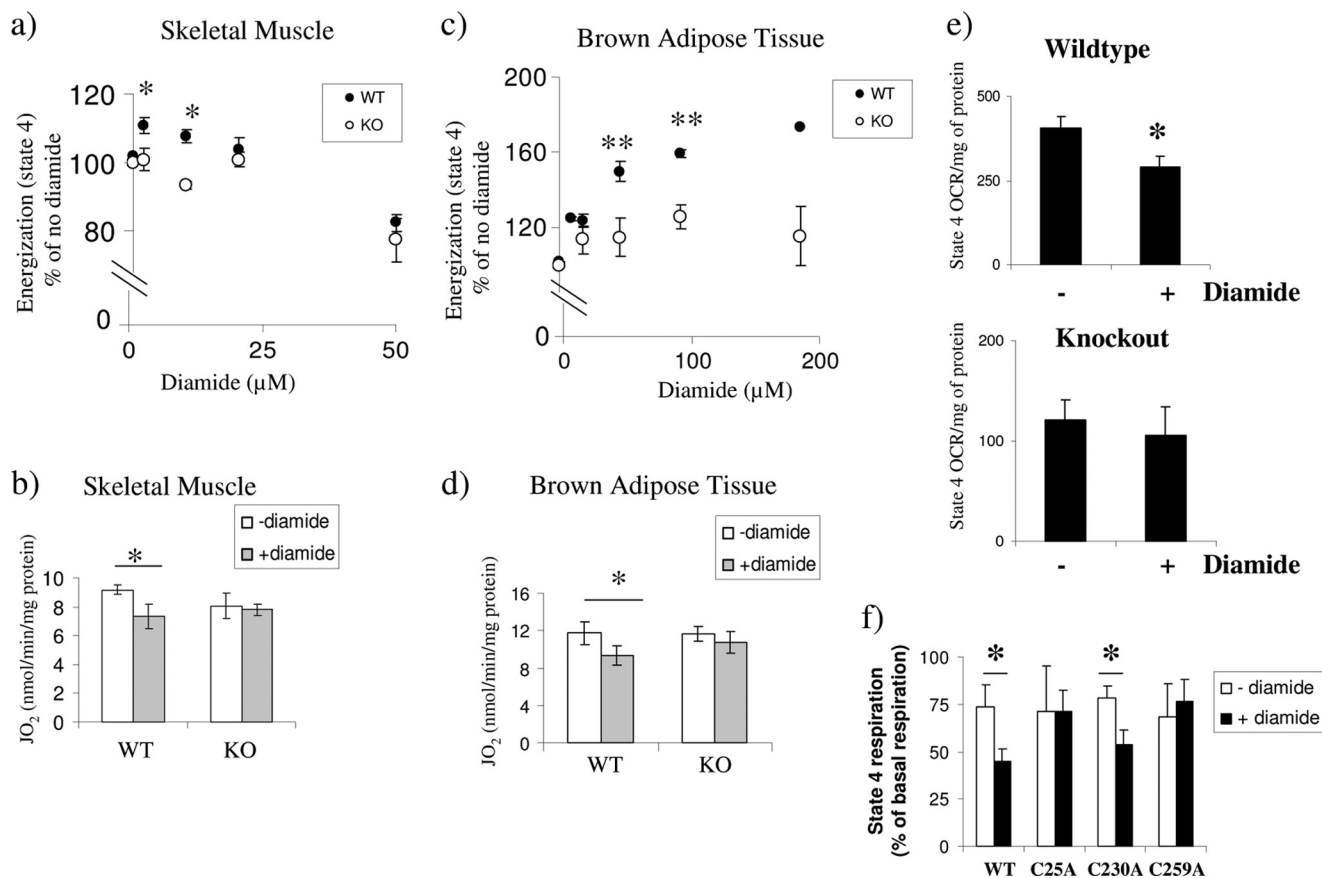 a)
Skeletal Muscle
Energization (state 4)
% of no diamide
120
100
80
0
0
25
50
Diamide (µM)
*
*
WT
KO
b)
Skeletal Muscle
-diamide
+diamide
*
JO2 (nmol/min/mg protein)
10
8
6
4
2
0
WT
KO
c)
Brown Adipose Tissue
Energization (state 4)
% of no diamide
200
160
120
0
0
100
200
Diamide (µM)
**
**
WT
KO
d)
Brown Adipose Tissue
-diamide
+diamide
*
JO2 (nmol/min/mg protein)
16
12
8
4
0
WT
KO
e)
Wildtype
State 4 OCR/mg of protein
500
250
0
*
-
+
Diamide
Knockout
State 4 OCR/mg of protein
200
100
0
-
+
Diamide
f)
State 4 respiration
(% of basal respiration)
100
75
50
25
0
*
*
- diamide
+ diamide
WT
C25A
C230A
C259A